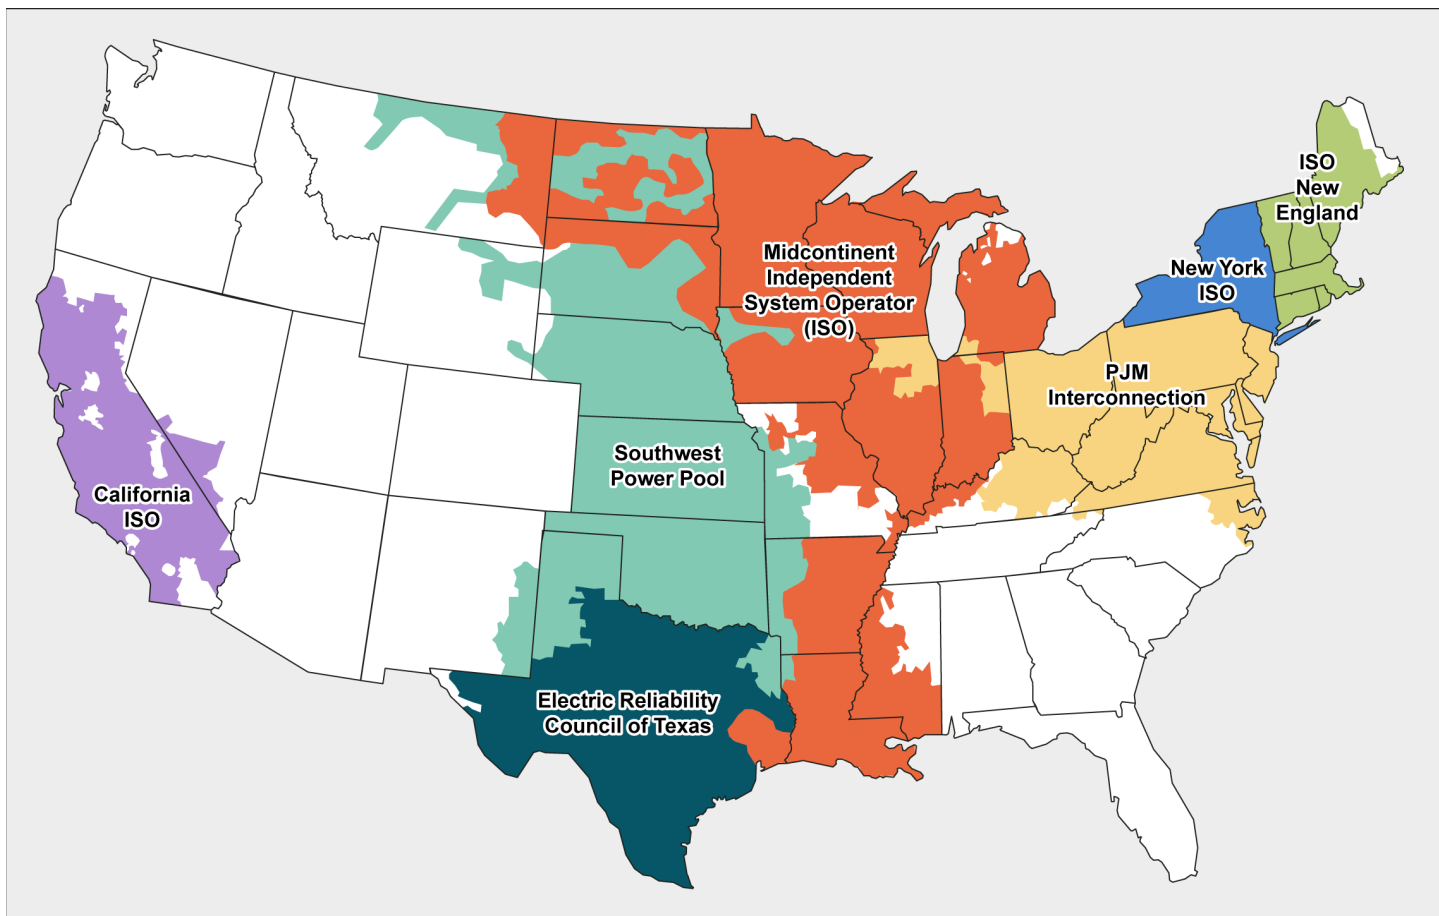 ISO
New
England
Midcontinent
Independent
System Operator
(ISO)
New York
ISO
PJM
Interconnection
Southwest
Power Pool
California
ISO
Electric Reliability
Council of Texas